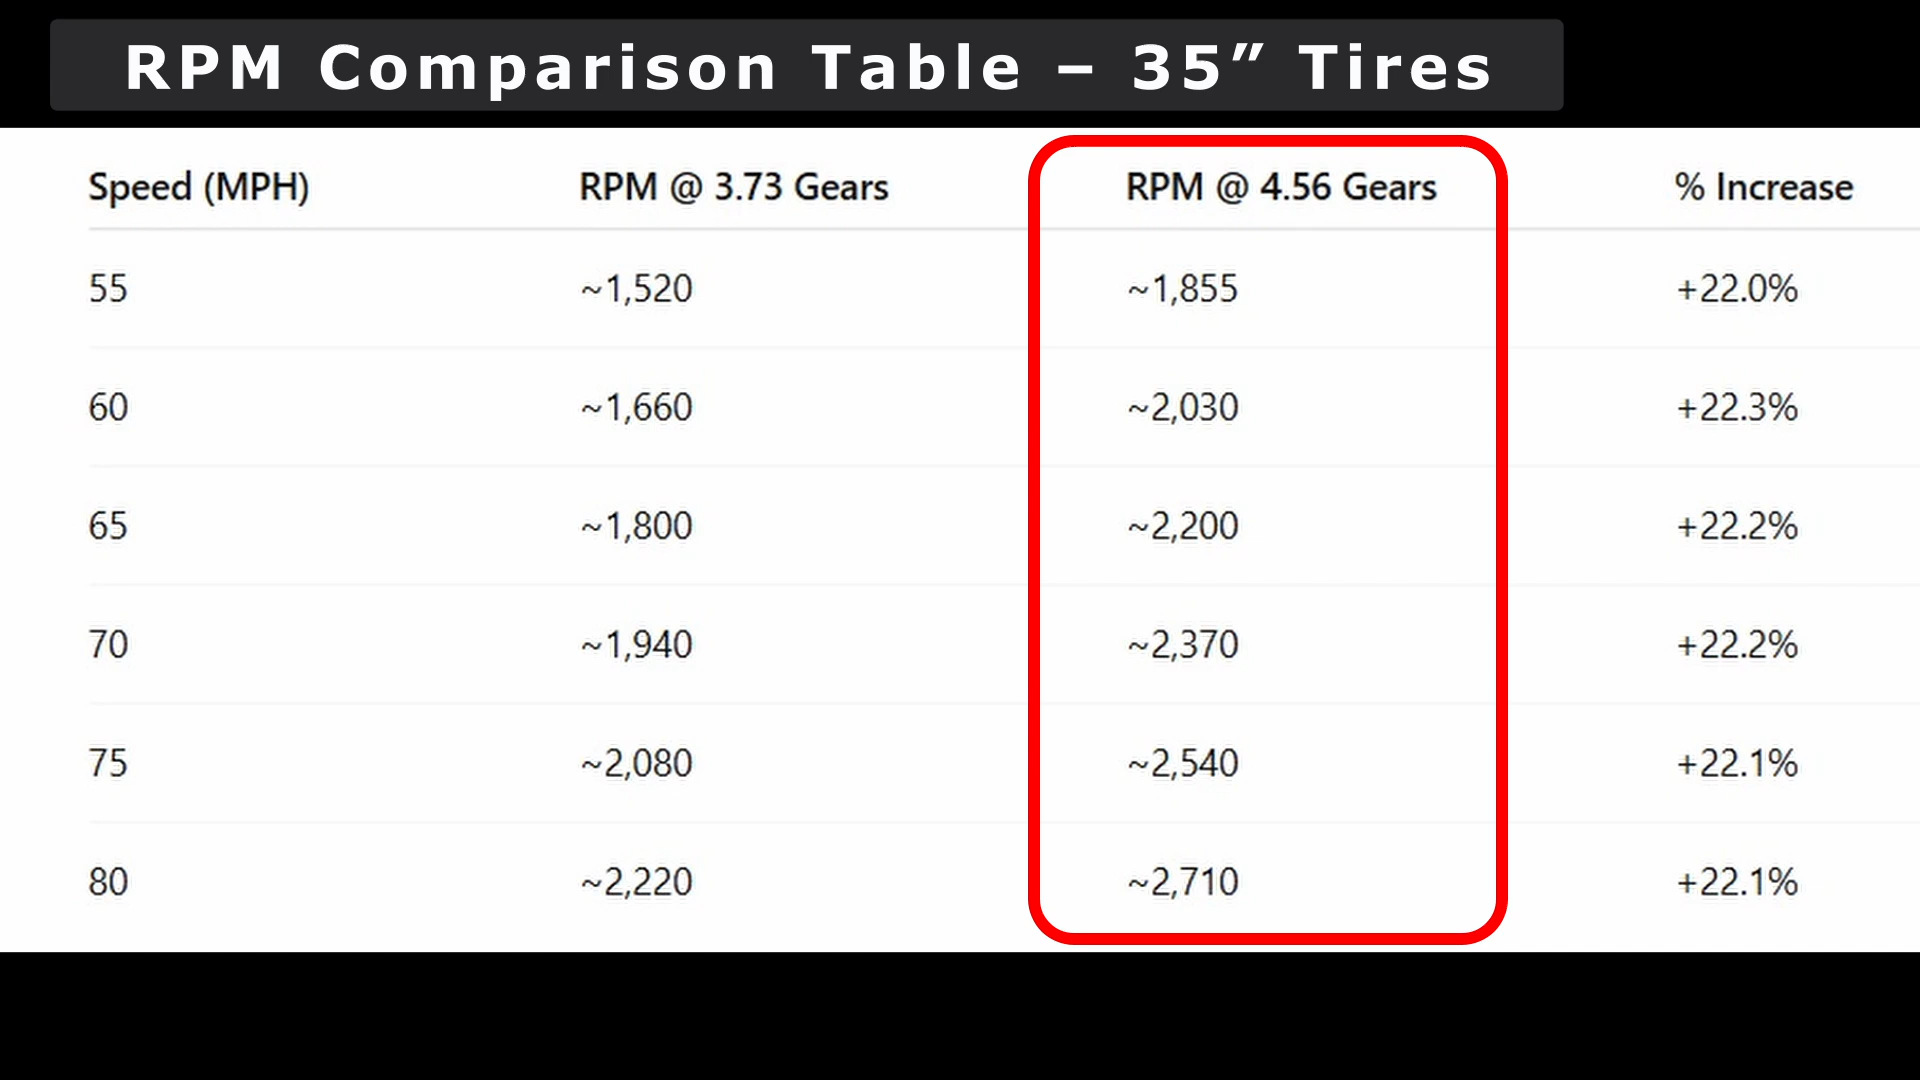 RPM Comparison Table – 35” Tires
Speed (MPH) RPM @ 3.73 Gears RPM @ 4.56 Gears % Increase
55 ~1,520 ~1,855 +22.0%
60 ~1,660 ~2,030 +22.3%
65 ~1,800 ~2,200 +22.2%
70 ~1,940 ~2,370 +22.2%
75 ~2,080 ~2,540 +22.1%
80 ~2,220 ~2,710 +22.1%